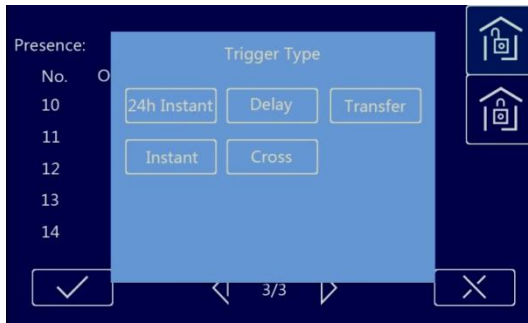 Presence:
Trigger Type
No. O
10
24h Instant Delay Transfer
11
Instant Cross
12
13
14
3/3